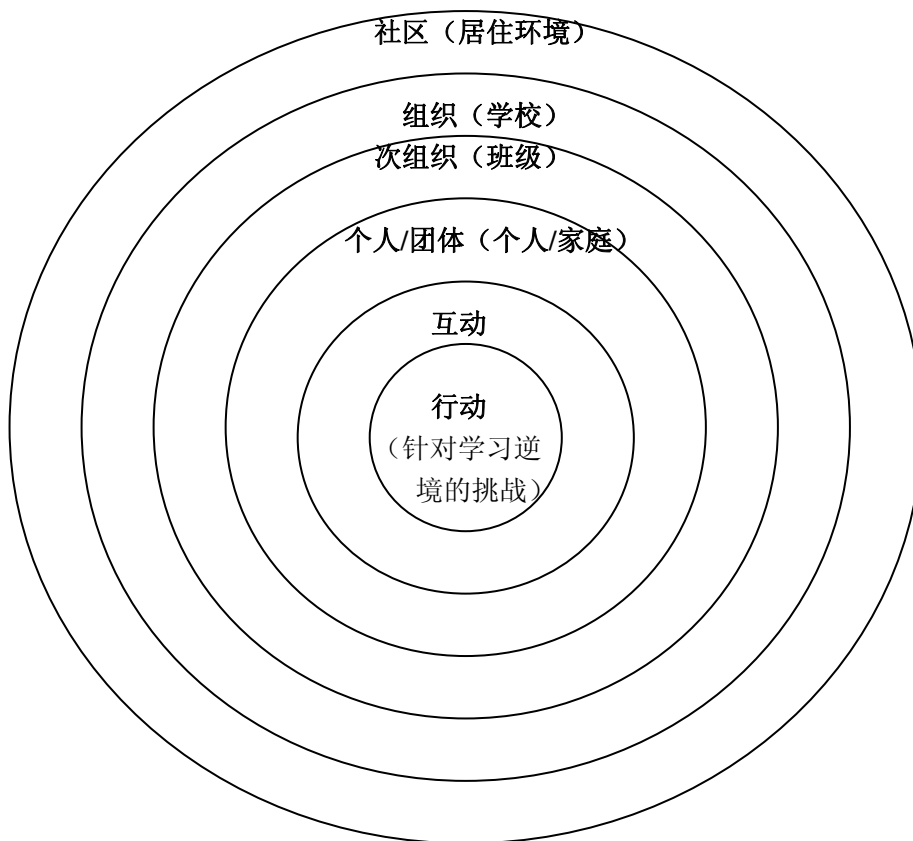 社区（居住环境）
组织（学校）
次组织（班级）
个人/团体（个人/家庭）
互动
行动
（针对学习逆
境的挑战）